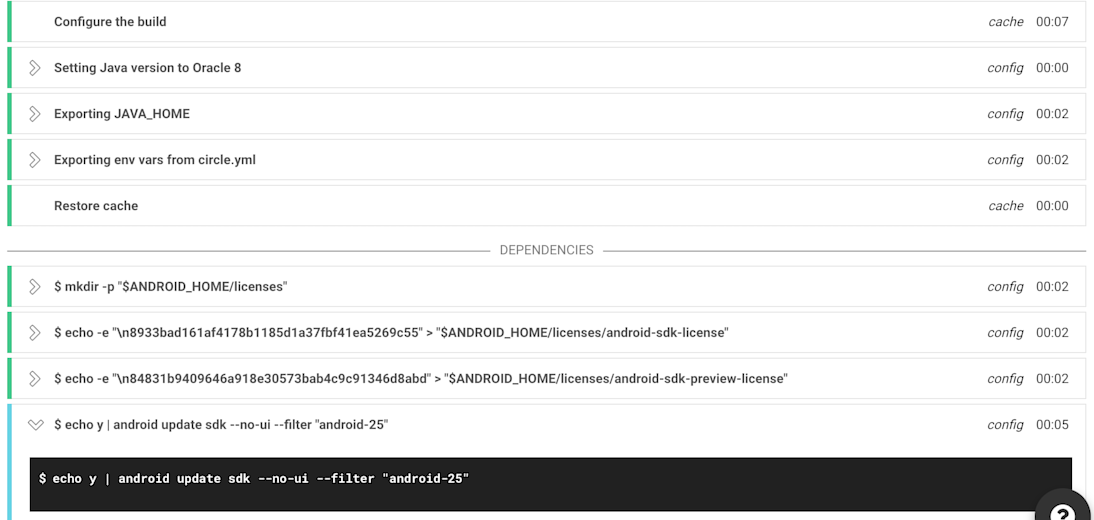 Configure the build cache 00:07
Setting Java version to Oracle 8 config 00:00
Exporting JAVA_HOME config 00:02
Exporting env vars from circle.yml config 00:02
Restore cache cache 00:00
DEPENDENCIES
$ mkdir -p "$ANDROID_HOME/licenses" config 00:02
$ echo -e "\n8933bad161af4178b1185d1a37fbf41ea5269c55" > "$ANDROID_HOME/licenses/android-sdk-license" config 00:02
$ echo -e "\n84831b9409646a918e30573bab4c9c91346d8abd" > "$ANDROID_HOME/licenses/android-sdk-preview-license" config 00:02
$ echo y | android update sdk --no-ui --filter "android-25" config 00:05
$ echo y | android update sdk --no-ui --filter "android-25"
?